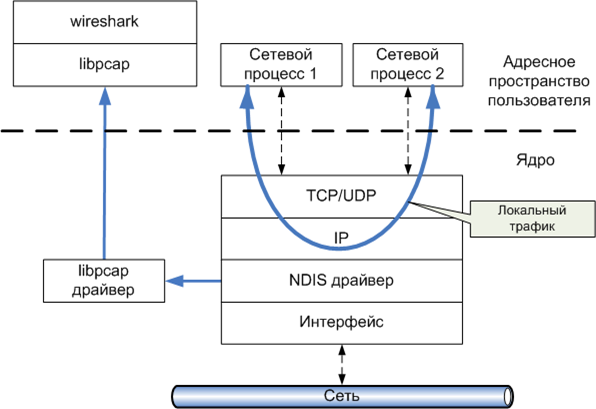 wireshark
libpcap
Сетевой
процесс 1
Сетевой
процесс 2
Адресное
пространство
пользователя
Ядро
TCP/UDP
Локальный
трафик
IP
libpcap
драйвер
NDIS драйвер
Интерфейс
Сеть